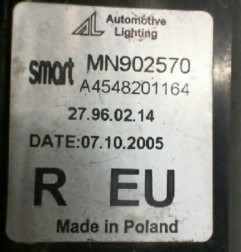 Automotive
Lighting
smart MN902570
A4548201164
27.96.02.14
DATE:07.10.2005
R EU
Made in Poland